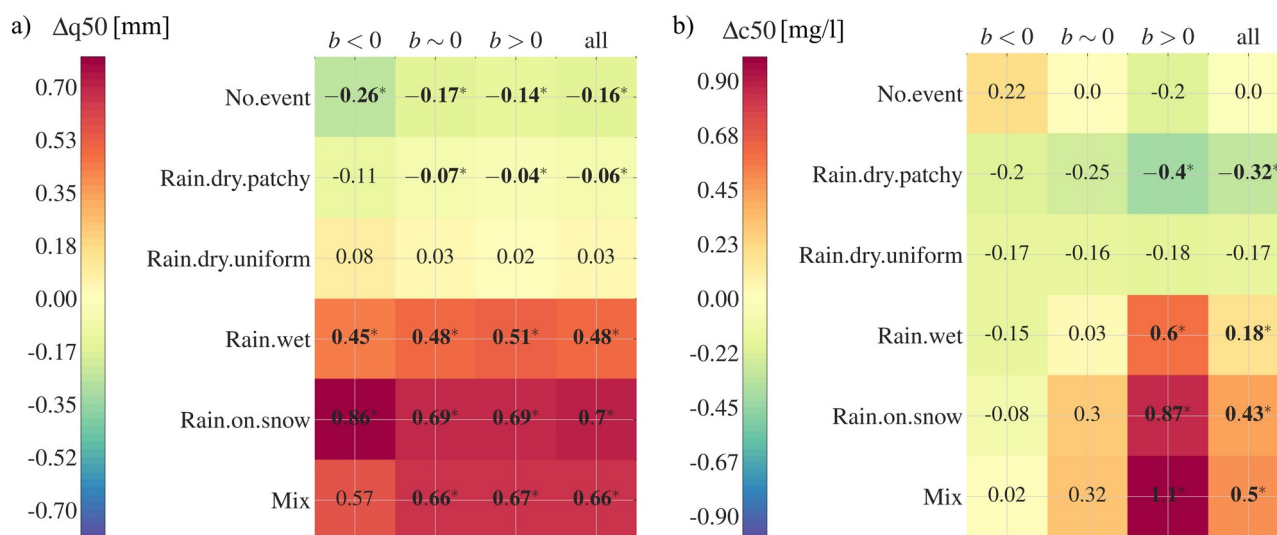 a) Δq50 [mm]
b < 0 b ∼ 0 b > 0 all
0.70
0.53
0.35
0.18
0.00
-0.17
-0.35
-0.52
-0.70
No.event −0.26* −0.17* −0.14* −0.16*
Rain.dry.patchy -0.11 −0.07* −0.04* −0.06*
Rain.dry.uniform 0.08 0.03 0.02 0.03
Rain.wet 0.45* 0.48* 0.51* 0.48*
Rain.on.snow 0.86* 0.69* 0.69* 0.7*
Mix 0.57 0.66* 0.67* 0.66*
b) Δc50 [mg/l]
b < 0 b ∼ 0 b > 0 all
0.90
0.68
0.45
0.23
0.00
-0.22
-0.45
-0.67
-0.90
No.event 0.22 0.0 -0.2 0.0
Rain.dry.patchy -0.2 -0.25 −0.4* −0.32*
Rain.dry.uniform -0.17 -0.16 -0.18 -0.17
Rain.wet -0.15 0.03 0.6* 0.18*
Rain.on.snow -0.08 0.3 0.87* 0.43*
Mix 0.02 0.32 1.1* 0.5*